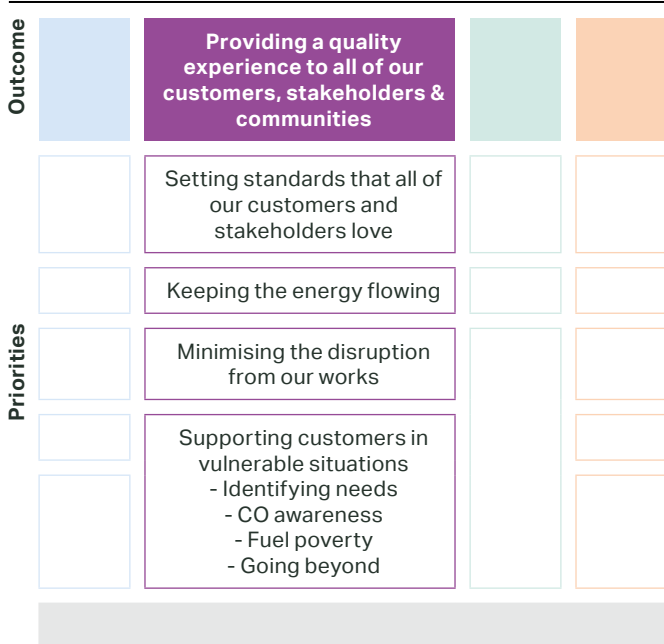 Outcome
Providing a quality
experience to all of our
customers, stakeholders &
communities
Priorities
Setting standards that all of
our customers and
stakeholders love
Keeping the energy flowing
Minimising the disruption
from our works
Supporting customers in
vulnerable situations
- Identifying needs
- CO awareness
- Fuel poverty
- Going beyond